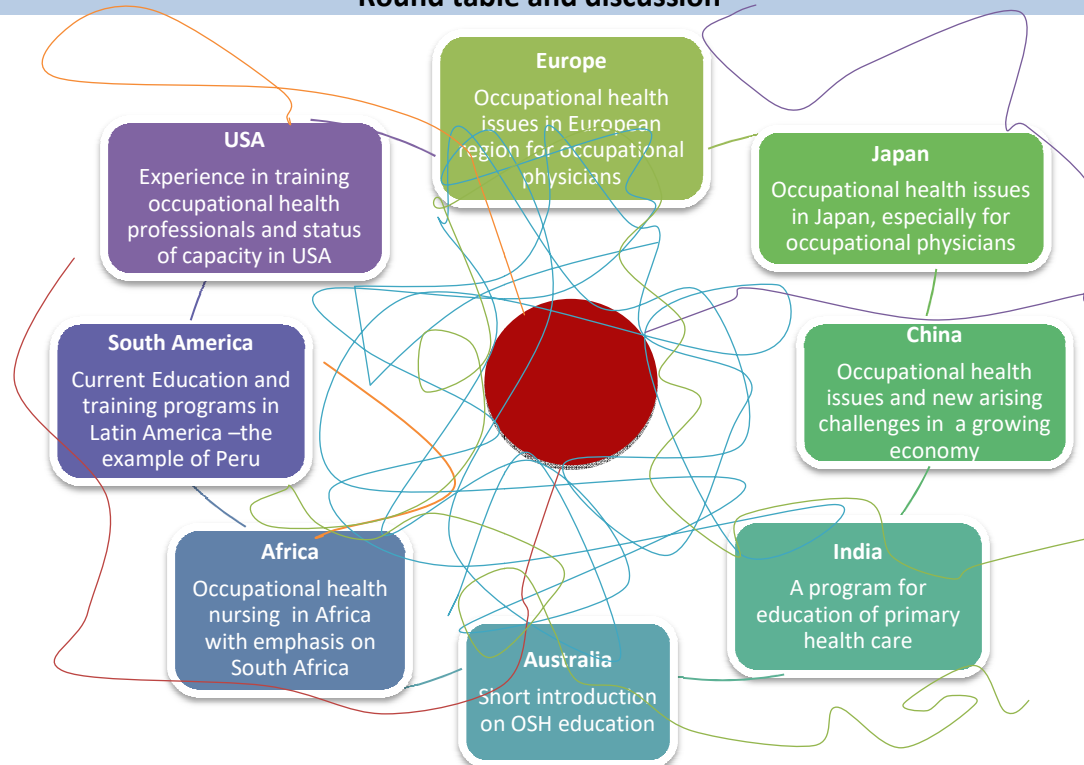 Round table and discussion
Europe
Occupational health
issues in European
region for occupational
physicians
USA
Experience in training
occupational health
professionals and status
of capacity in USA
Japan
Occupational health issues
in Japan, especially for
occupational physicians
South America
Current Education and
training programs in
Latin America –the
example of Peru
China
Occupational health
issues and new arising
challenges in a growing
economy
Africa
Occupational health
nursing in Africa
with emphasis on
South Africa
India
A program for
education of primary
health care
Australia
Short introduction
on OSH education